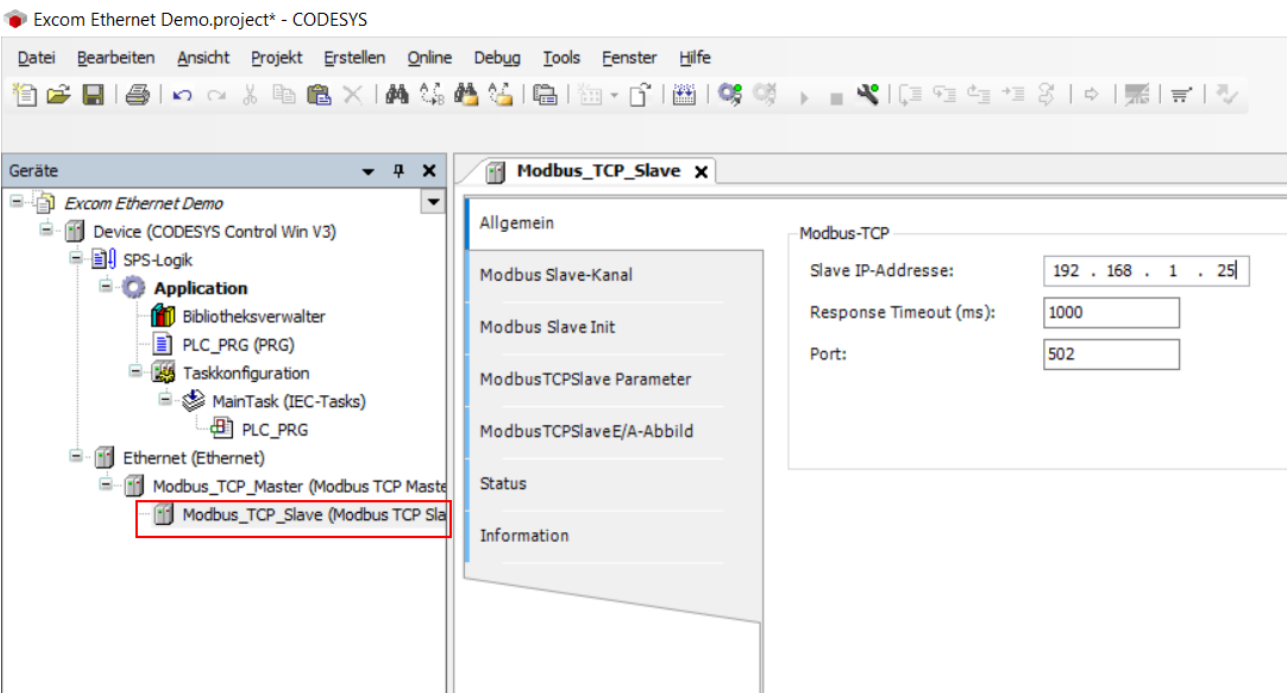 Excom Ethernet Demo.project* - CODESYS
Datei Bearbeiten Ansicht Projekt Erstellen Online Debug Tools Fenster Hilfe
Geräte
Excom Ethernet Demo
Device (CODESYS Control Win V3)
SPS-Logik
Application
Bibliotheksverwalter
PLC_PRG (PRG)
Taskkonfiguration
MainTask (IEC-Tasks)
PLC_PRG
Ethernet (Ethernet)
Modbus_TCP_Master (Modbus TCP Maste
Modbus_TCP_Slave (Modbus TCP Sla
Modbus_TCP_Slave
Allgemein
Modbus Slave-Kanal
Modbus Slave Init
ModbusTCPSlave Parameter
ModbusTCPSlaveE/A-Abbild
Status
Information
Modbus-TCP
Slave IP-Addresse: 192 . 168 . 1 . 25
Response Timeout (ms): 1000
Port: 502